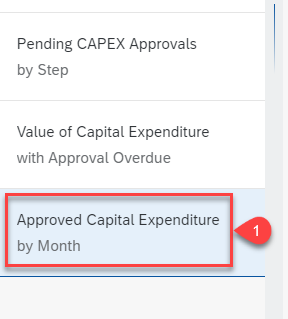 Pending CAPEX Approvals
by Step
Value of Capital Expenditure
with Approval Overdue
Approved Capital Expenditure
by Month
1